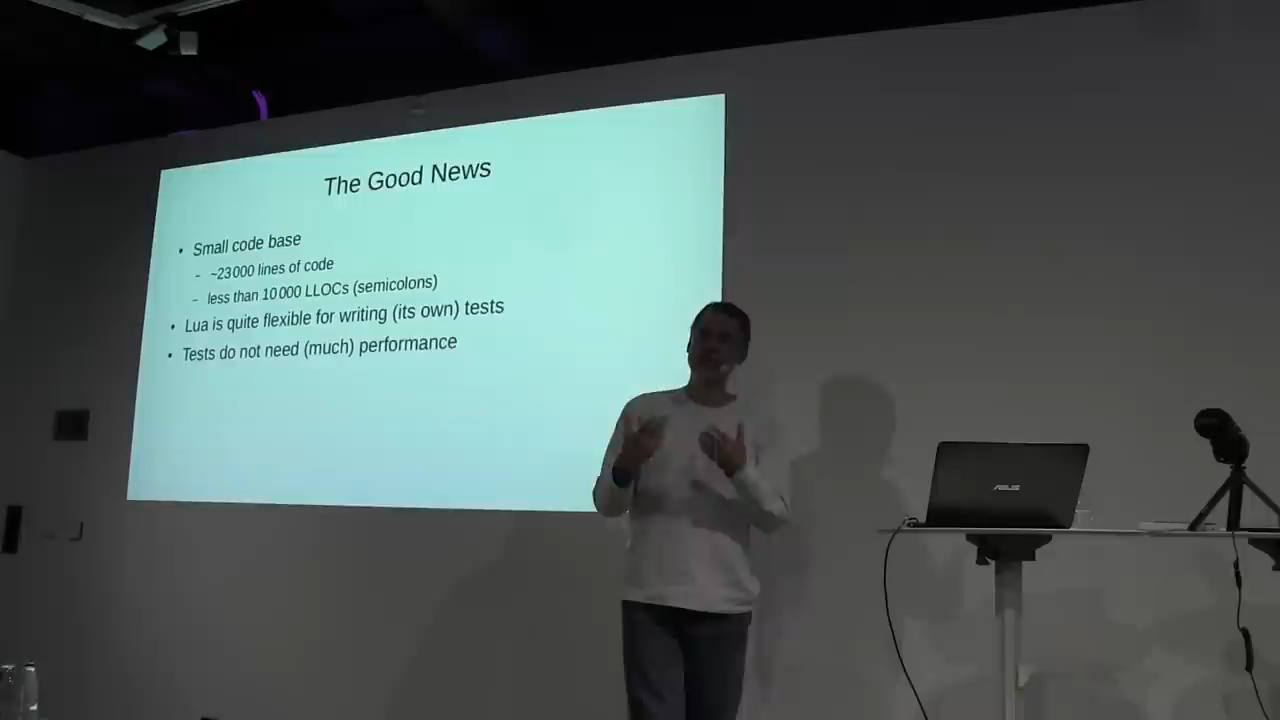 The Good News
• Small code base
– ~23 000 lines of code
– less than 10 000 LLOCs (semicolons)
• Lua is quite flexible for writing (its own) tests
• Tests do not need (much) performance
ASUS